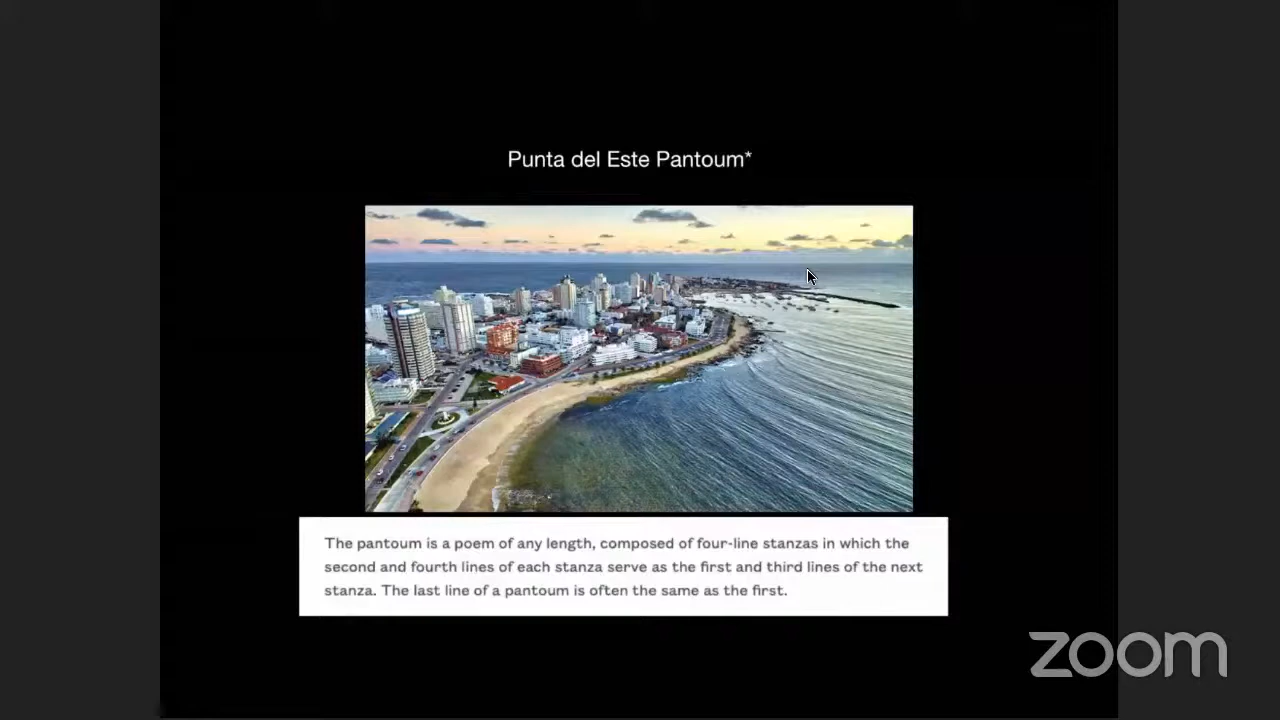 Punta del Este Pantoum*
The pantoum is a poem of any length, composed of four-line stanzas in which the
second and fourth lines of each stanza serve as the first and third lines of the next
stanza. The last line of a pantoum is often the same as the first.
zoom